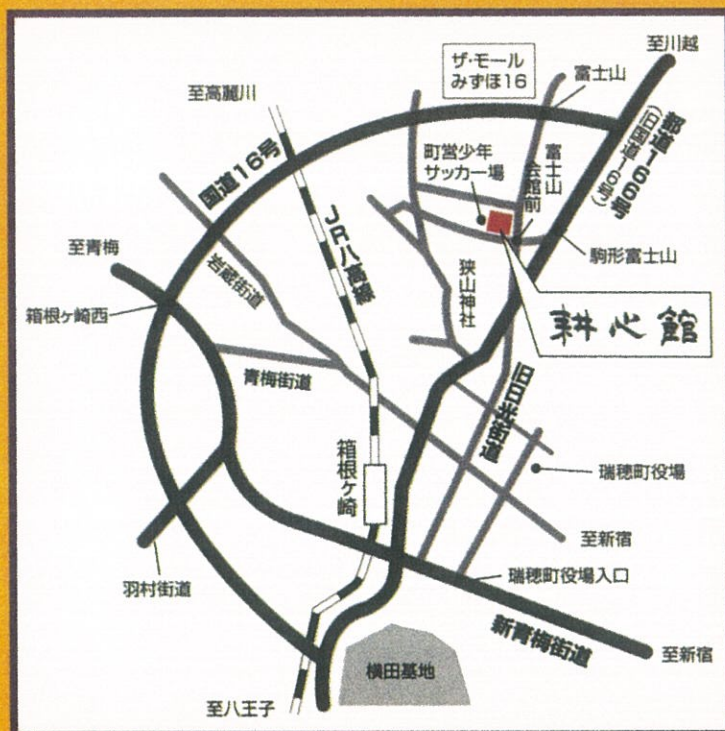 至川越
ザ・モール
みずほ16
富士山
至高麗川
都道166号
(旧国道16号)
国道16号
町営少年
サッカー場
富士山
会館前
JR八高線
至青梅
岩蔵街道
狭山神社
駒形富士山
箱根ヶ崎西
耕心館
青梅街道
旧日光街道
箱根ヶ崎
瑞穂町役場
至新宿
羽村街道
瑞穂町役場入口
新青梅街道
至新宿
横田基地
至八王子